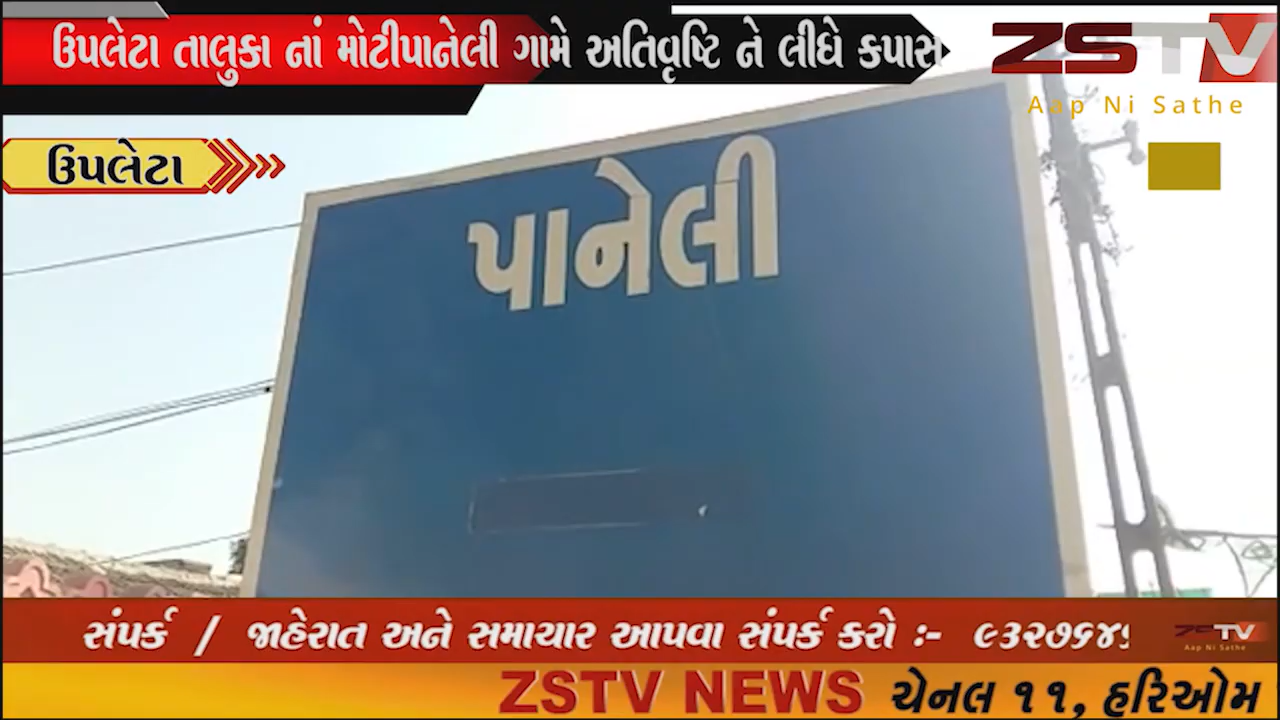 ઉપલેટા તાલુકા નાં મોટીપાનેલી ગામે અતિવૃષ્ટિ ને લીધે કપાસ
ZSTV
Aap Ni Sathe
ઉપલેટા
પાનેલી
સંપર્ક / જાહેરાત અને સમાચાર આપવા સંપર્ક કરો :- ૯૩૨૭૬૪
ZSTV
Aap Ni Sathe
ZSTV NEWS ચેનલ ૧૧, હરિઓમ